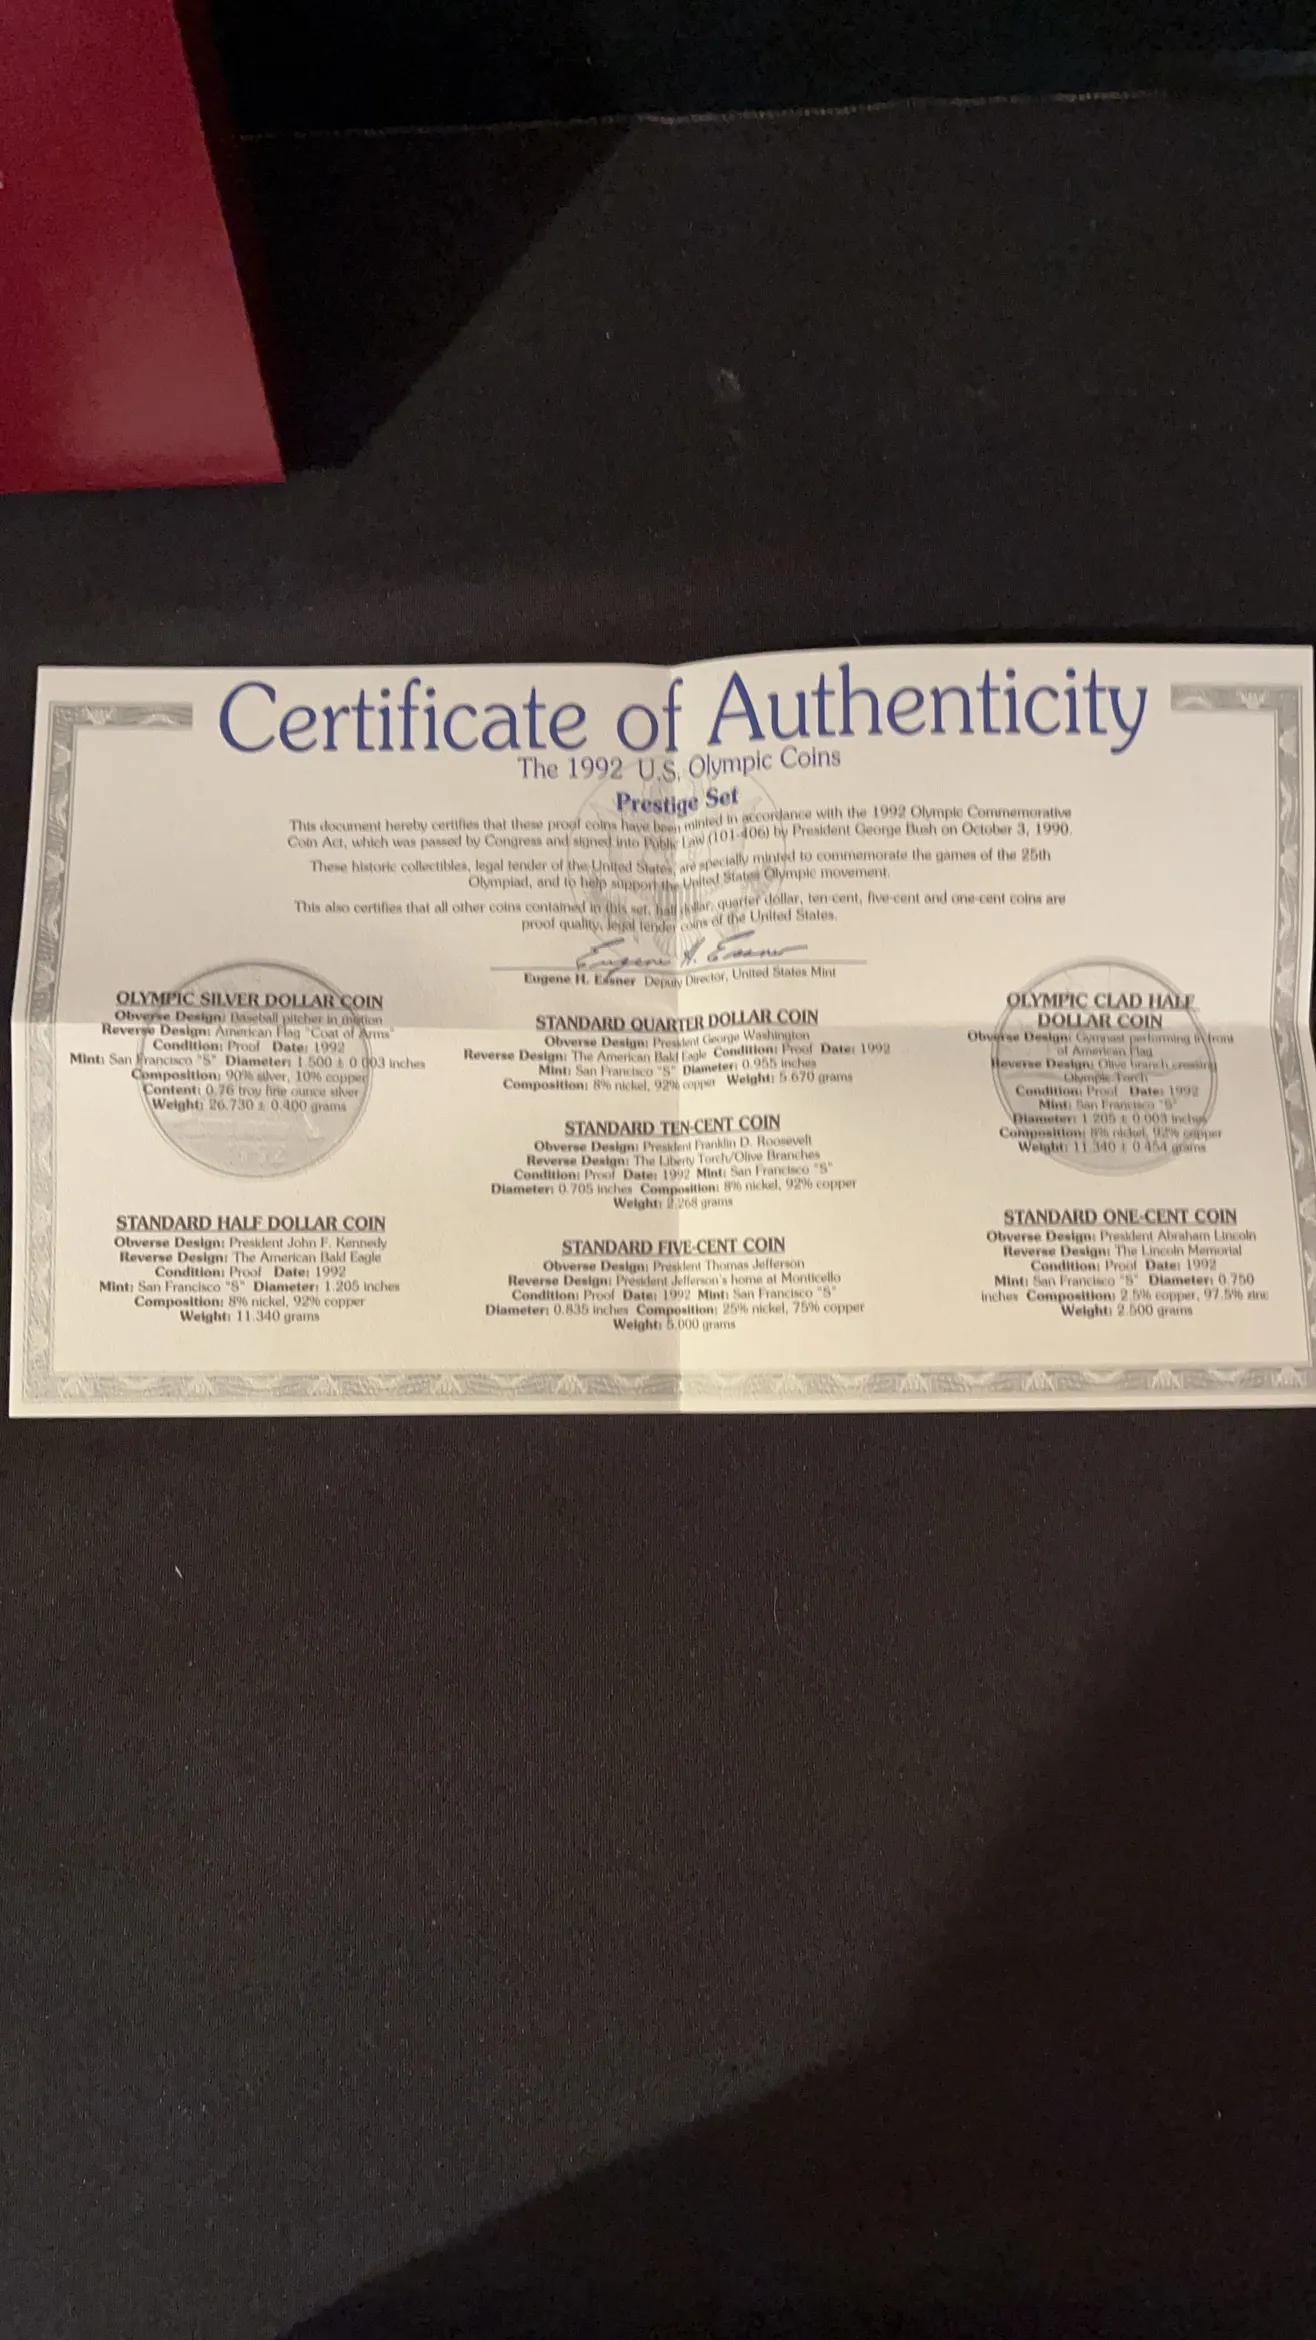 Certificate of Authenticity
The 1992 U.S. Olympic Coins
Prestige Set
This document hereby certifies that these proof coins have been minted in accordance with the 1992 Olympic Commemorative
Coin Act, which was passed by Congress and signed into Public Law (101-406) by President George Bush on October 3, 1990.
These historic collectibles, legal tender of the United States, are specially minted to commemorate the games of the 25th
Olympiad, and to help support the United States Olympic movement.
This also certifies that all other coins contained in this set, half dollar, quarter dollar, ten-cent, five-cent and one-cent coins are
proof quality, legal tender coins of the United States.
Eugene H. Essner
Eugene H. Essner Deputy Director, United States Mint
OLYMPIC SILVER DOLLAR COIN
Obverse Design: Baseball pitcher in motion
Reverse Design: American Flag "Coat of Arms"
Condition: Proof Date: 1992
Mint: San Francisco "S" Diameter: 1.500 ± 0.003 inches
Composition: 90% silver, 10% copper
Content: 0.76 troy fine ounce silver
Weight: 26.730 ± 0.400 grams
STANDARD HALF DOLLAR COIN
Obverse Design: President John F. Kennedy
Reverse Design: The American Bald Eagle
Condition: Proof Date: 1992
Mint: San Francisco "S" Diameter: 1.205 inches
Composition: 8% nickel, 92% copper
Weight: 11.340 grams
STANDARD QUARTER DOLLAR COIN
Obverse Design: President George Washington
Reverse Design: The American Bald Eagle Condition: Proof Date: 1992
Mint: San Francisco "S" Diameter: 0.955 inches
Composition: 8% nickel, 92% copper Weight: 5.670 grams
STANDARD TEN-CENT COIN
Obverse Design: President Franklin D. Roosevelt
Reverse Design: The Liberty Torch/Olive Branches
Condition: Proof Date: 1992 Mint: San Francisco "S"
Diameter: 0.705 inches Composition: 8% nickel, 92% copper
Weight: 2.268 grams
STANDARD FIVE-CENT COIN
Obverse Design: President Thomas Jefferson
Reverse Design: President Jefferson's home at Monticello
Condition: Proof Date: 1992 Mint: San Francisco "S"
Diameter: 0.835 inches Composition: 25% nickel, 75% copper
Weight: 5.000 grams
OLYMPIC CLAD HALF
DOLLAR COIN
Obverse Design: Gymnast performing in front
of American Flag
Reverse Design: Olive branch crossing
Olympic Torch
Condition: Proof Date: 1992
Mint: San Francisco "S"
Diameter: 1.205 ± 0.003 inches
Composition: 8% nickel, 92% copper
Weight: 11.340 ± 0.454 grams
STANDARD ONE-CENT COIN
Obverse Design: President Abraham Lincoln
Reverse Design: The Lincoln Memorial
Condition: Proof Date: 1992
Mint: San Francisco "S" Diameter: 0.750
inches Composition: 2.5% copper, 97.5% zinc
Weight: 2.500 grams